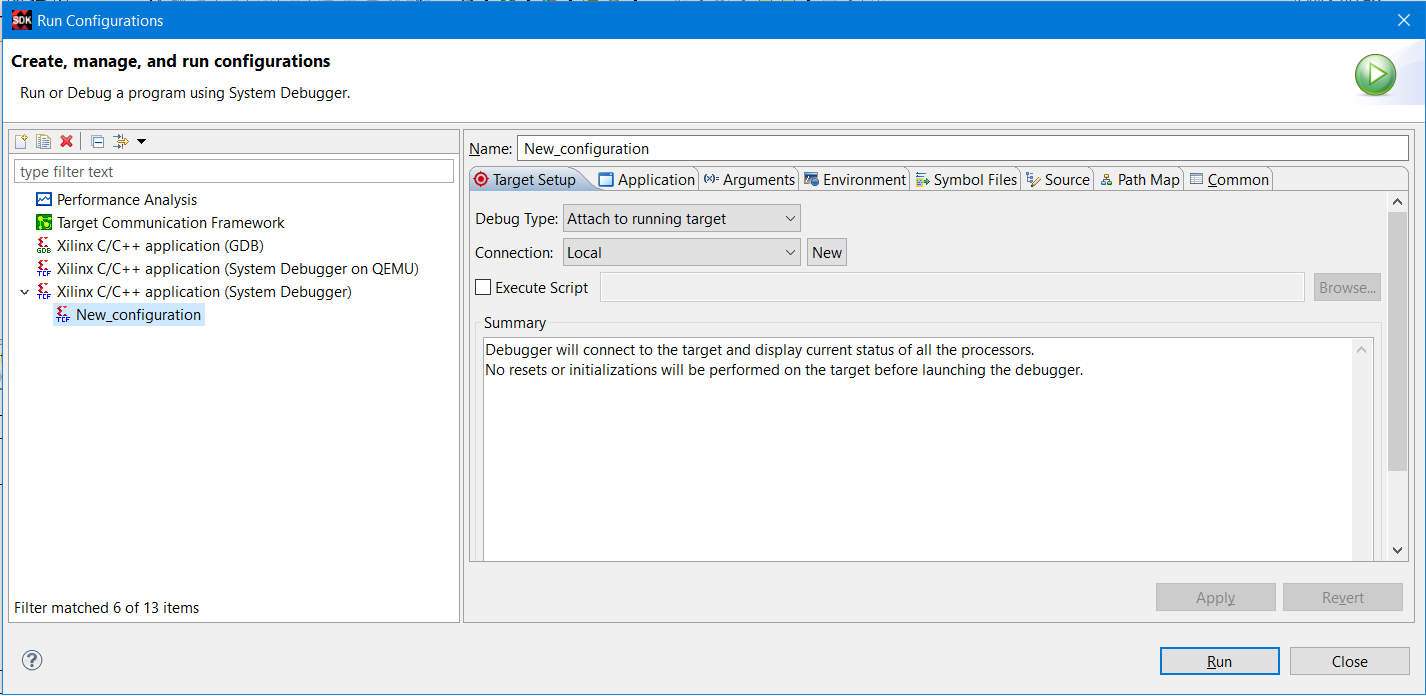 SDK Run Configurations
Create, manage, and run configurations
Run or Debug a program using System Debugger.
type filter text
Performance Analysis
Target Communication Framework
GDB Xilinx C/C++ application (GDB)
TCF Xilinx C/C++ application (System Debugger on QEMU)
TCF Xilinx C/C++ application (System Debugger)
TCF New_configuration
Filter matched 6 of 13 items
Name: New_configuration
Target Setup Application (x)= Arguments Environment Symbol Files Source Path Map Common
Debug Type: Attach to running target
Connection: Local New
Execute Script Browse...
Summary
Debugger will connect to the target and display current status of all the processors.
No resets or initializations will be performed on the target before launching the debugger.
Apply Revert
? Run Close